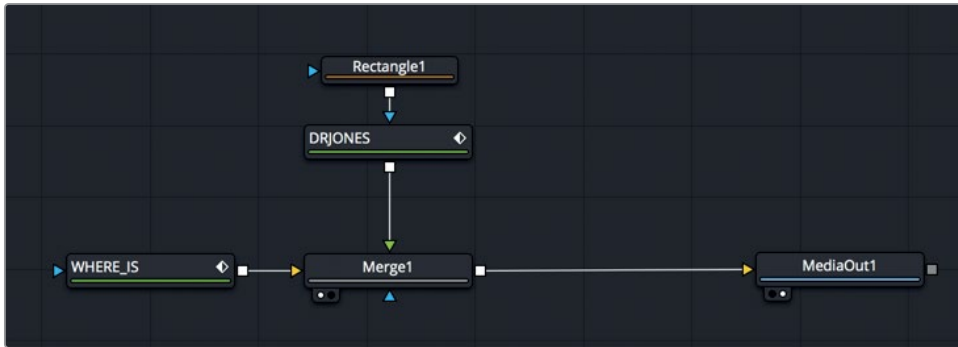 Rectangle1
DRJONES
WHERE_IS
Merge1
MediaOut1